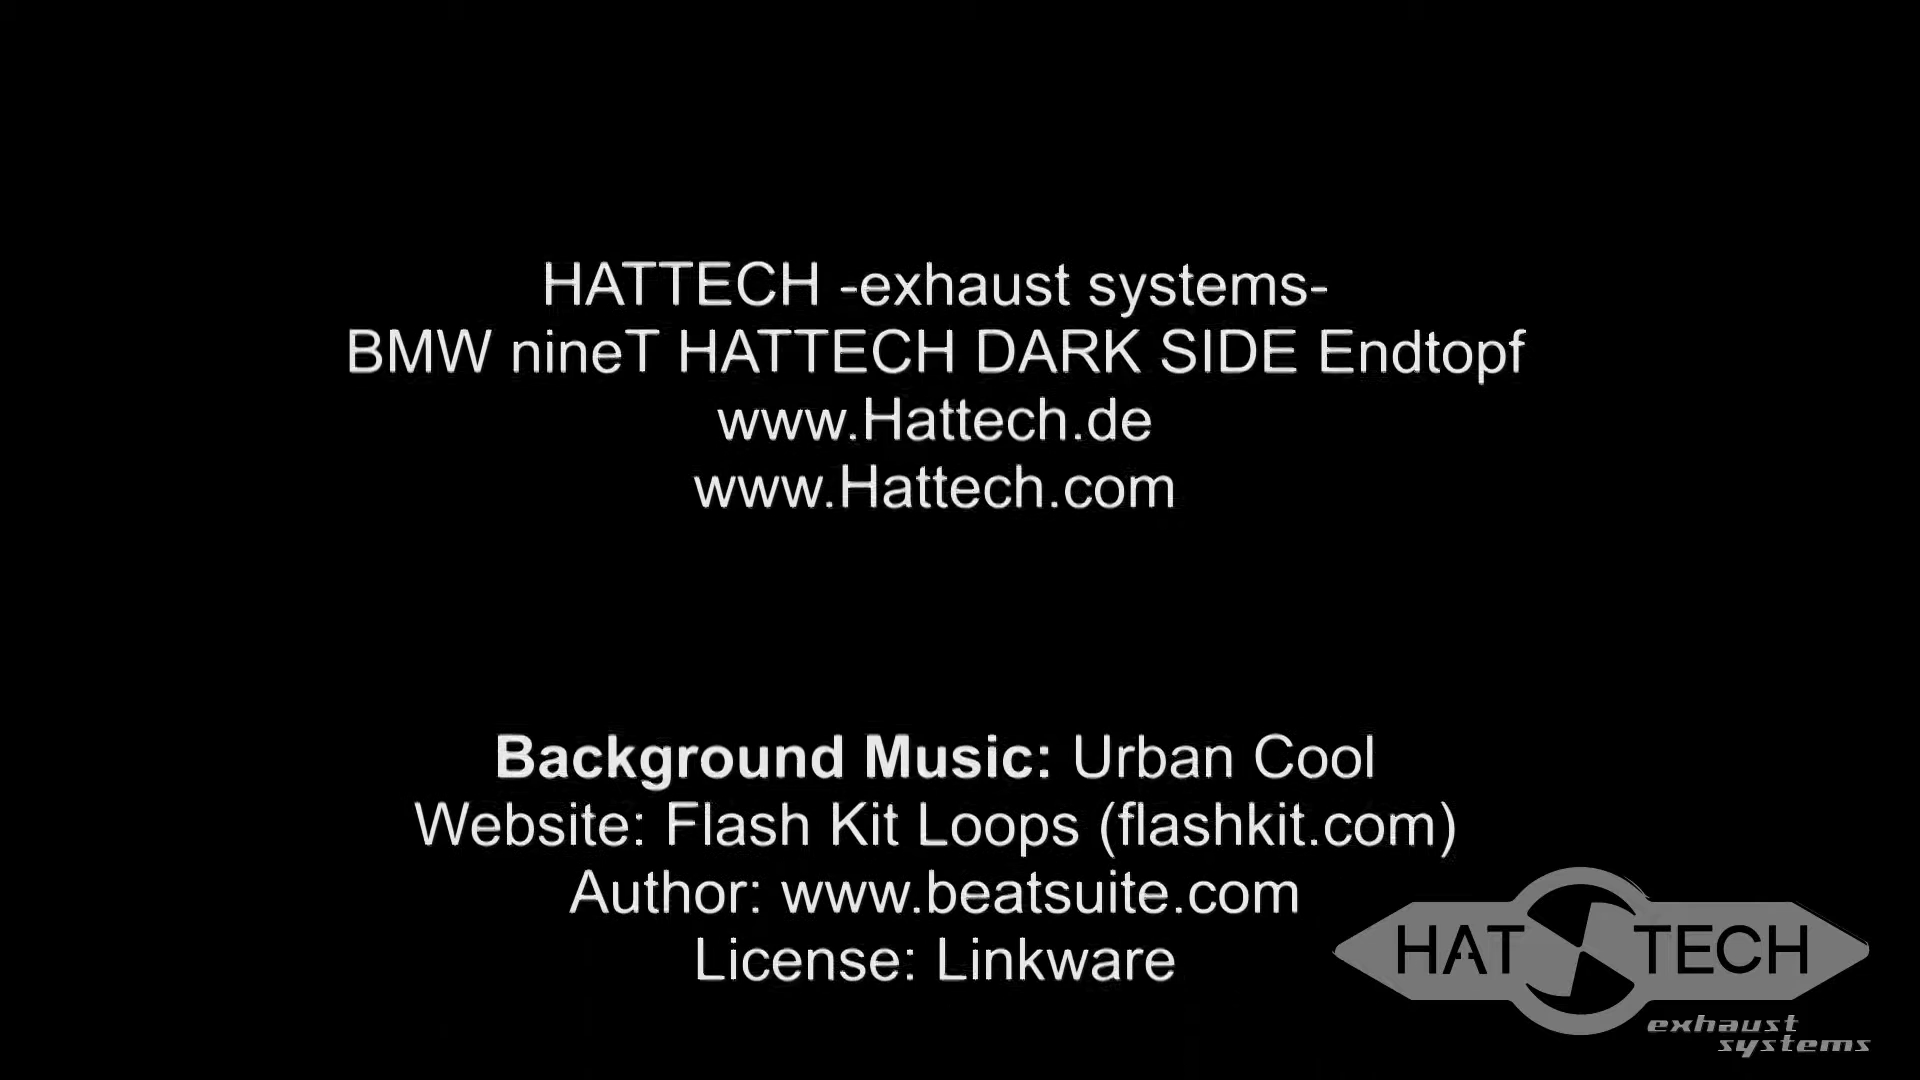 HATTECH -exhaust systems-
BMW nineT HATTECH DARK SIDE Endtopf
www.Hattech.de
www.Hattech.com
Background Music: Urban Cool
Website: Flash Kit Loops (flashkit.com)
Author: www.beatsuite.com
License: Linkware
HAT TECH
exhaust
systems